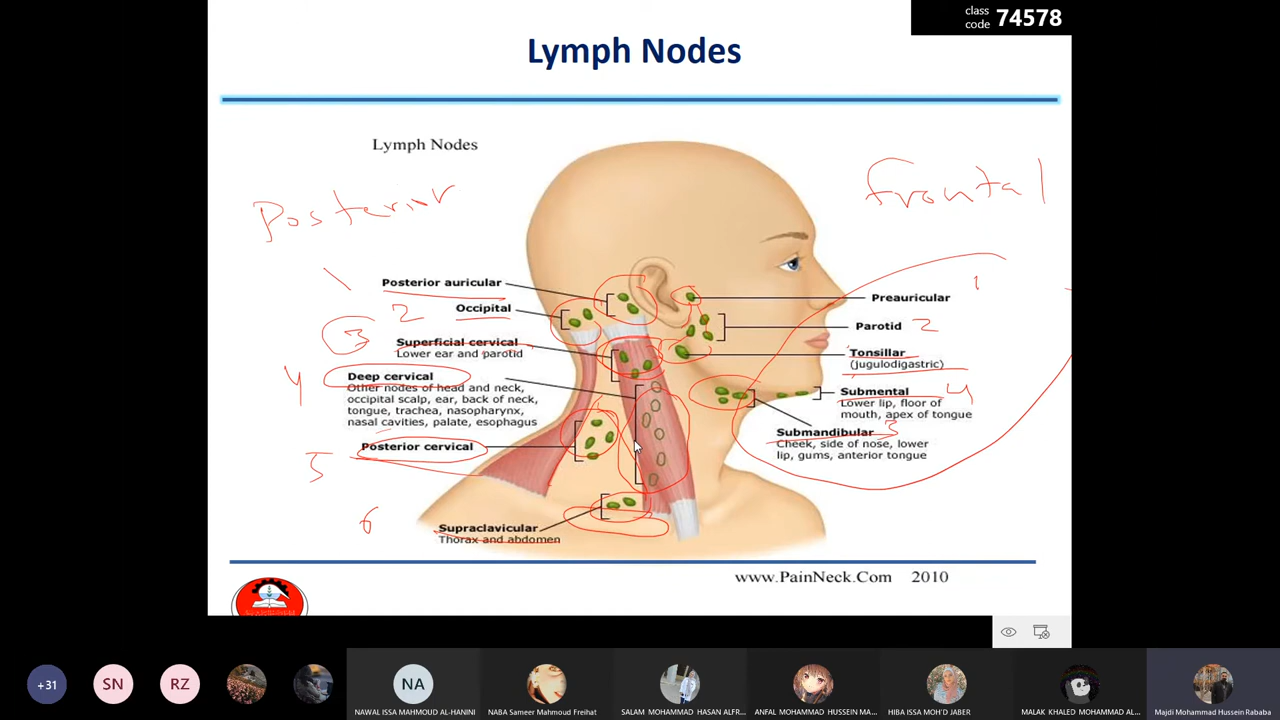 class
code 74578
Lymph Nodes
Lymph Nodes
Posterior
frontal
1
Posterior auricular
2
Occipital
3
Superficial cervical
Lower ear and parotid
4
Deep cervical
Other nodes of head and neck,
occipital scalp, ear, back of neck,
tongue, trachea, nasopharynx,
nasal cavities, palate, esophagus
5
Posterior cervical
6
Supraclavicular
Thorax and abdomen
Preauricular
1
Parotid
2
Tonsillar
(jugulodigastric)
Submental
4
Lower lip, floor of
mouth, apex of tongue
Submandibular
3
Cheek, side of nose, lower
lip, gums, anterior tongue
www.PainNeck.Com 2010
+31
SN
RZ
NA
NAWAL ISSA MAHMOUD AL-HANINI
NABA Sameer Mahmoud Freihat
SALAM MOHAMMAD HASAN ALFR...
ANFAL MOHAMMAD HUSSEIN MA...
HIBA ISSA MOH'D JABER
MALAK KHALED MOHAMMAD AL...
Majdi Mohammad Hussein Rababa